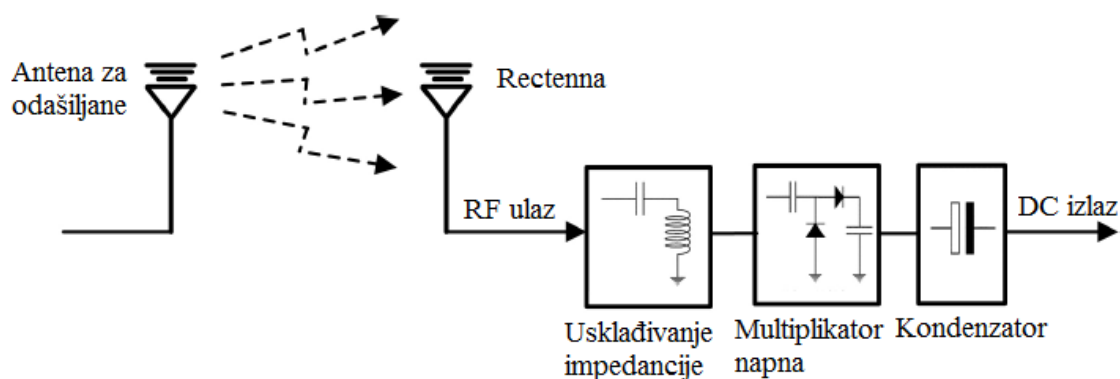 Antena za
odašiljane
Rectenna
RF ulaz
DC izlaz
Usklađivanje
impedancije
Multiplikator
napna
Kondenzator